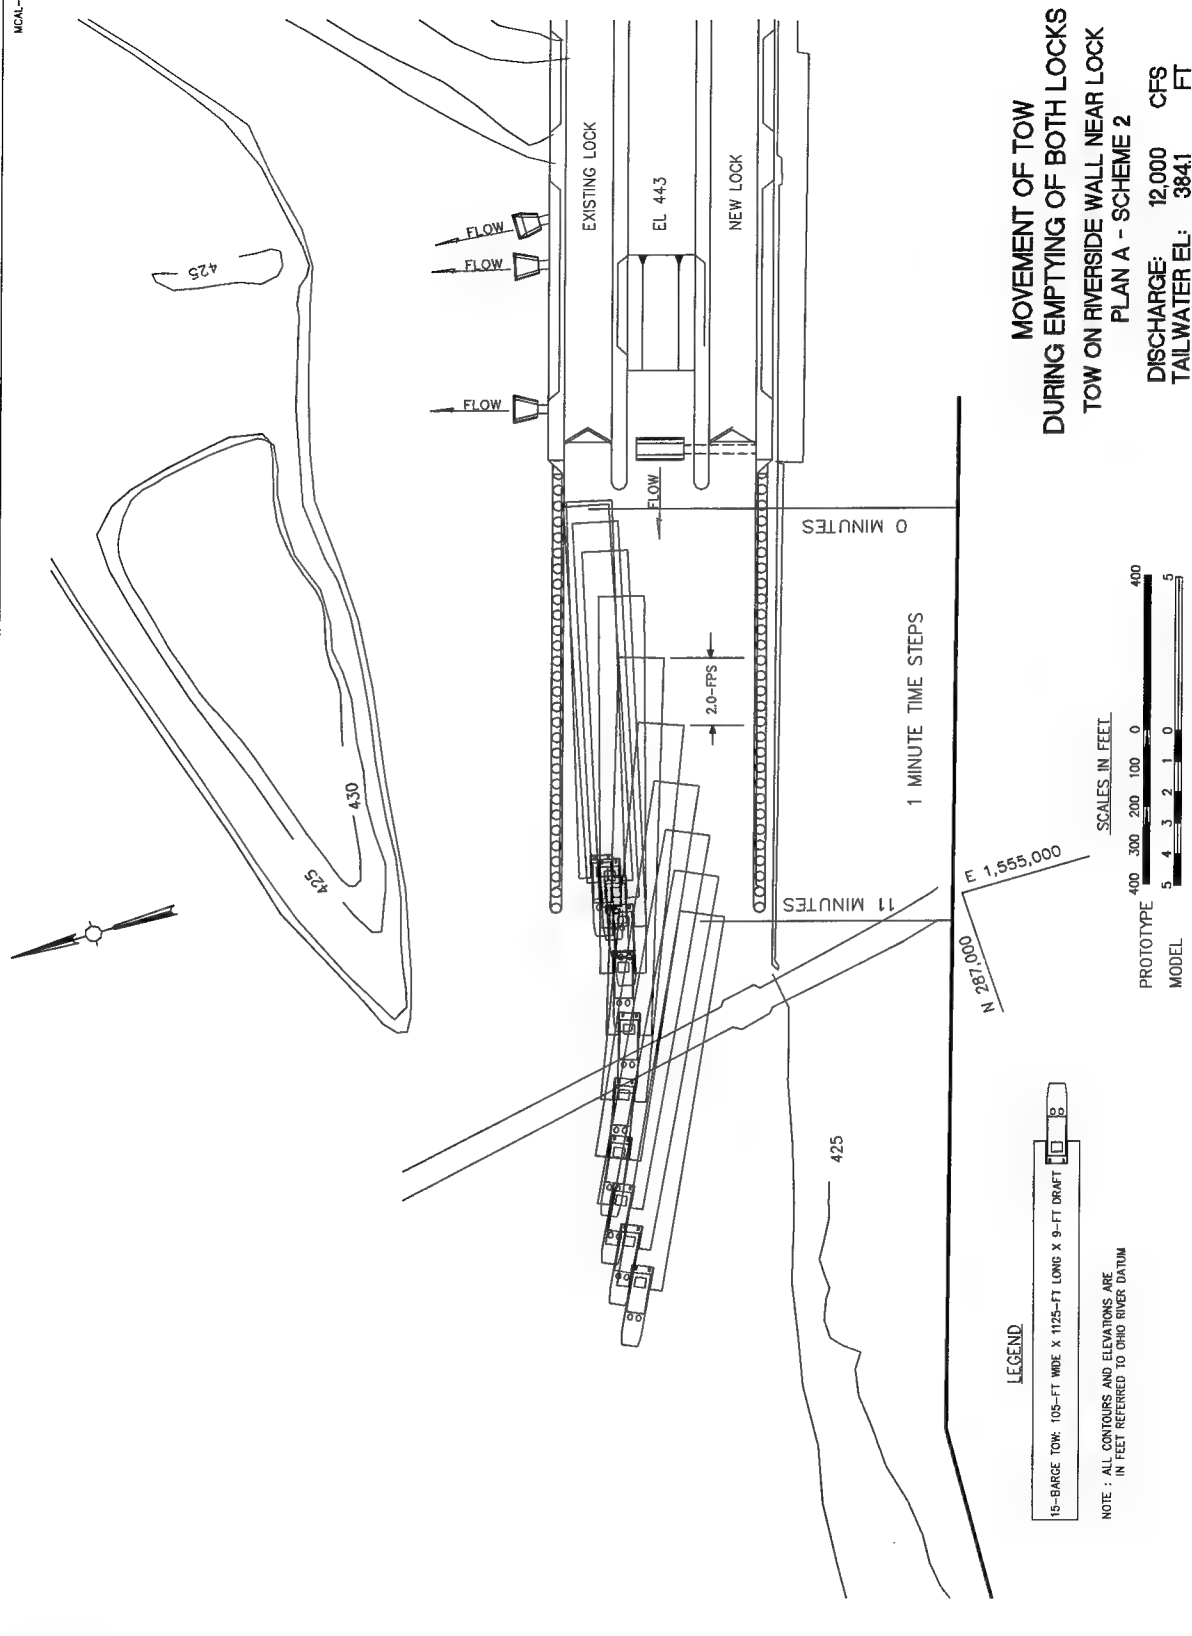 MCAL-
FLOW
FLOW
FLOW
425
EXISTING LOCK
EL 443
NEW LOCK
FLOW
0 MINUTES
2.0-FPS
1 MINUTE TIME STEPS
11 MINUTES
430
425
425
E 1,555,000
N 287,000
MOVEMENT OF TOW
DURING EMPTYING OF BOTH LOCKS
TOW ON RIVERSIDE WALL NEAR LOCK
PLAN A - SCHEME 2
DISCHARGE: 12,000 CFS
TAILWATER EL: 384.1 FT
SCALES IN FEET
PROTOTYPE 400 300 200 100 0 400
MODEL 5 4 3 2 1 0 5
LEGEND
15-BARGE TOW: 105-FT WIDE X 1125-FT LONG X 9-FT DRAFT
NOTE : ALL CONTOURS AND ELEVATIONS ARE
IN FEET REFERRED TO OHIO RIVER DATUM